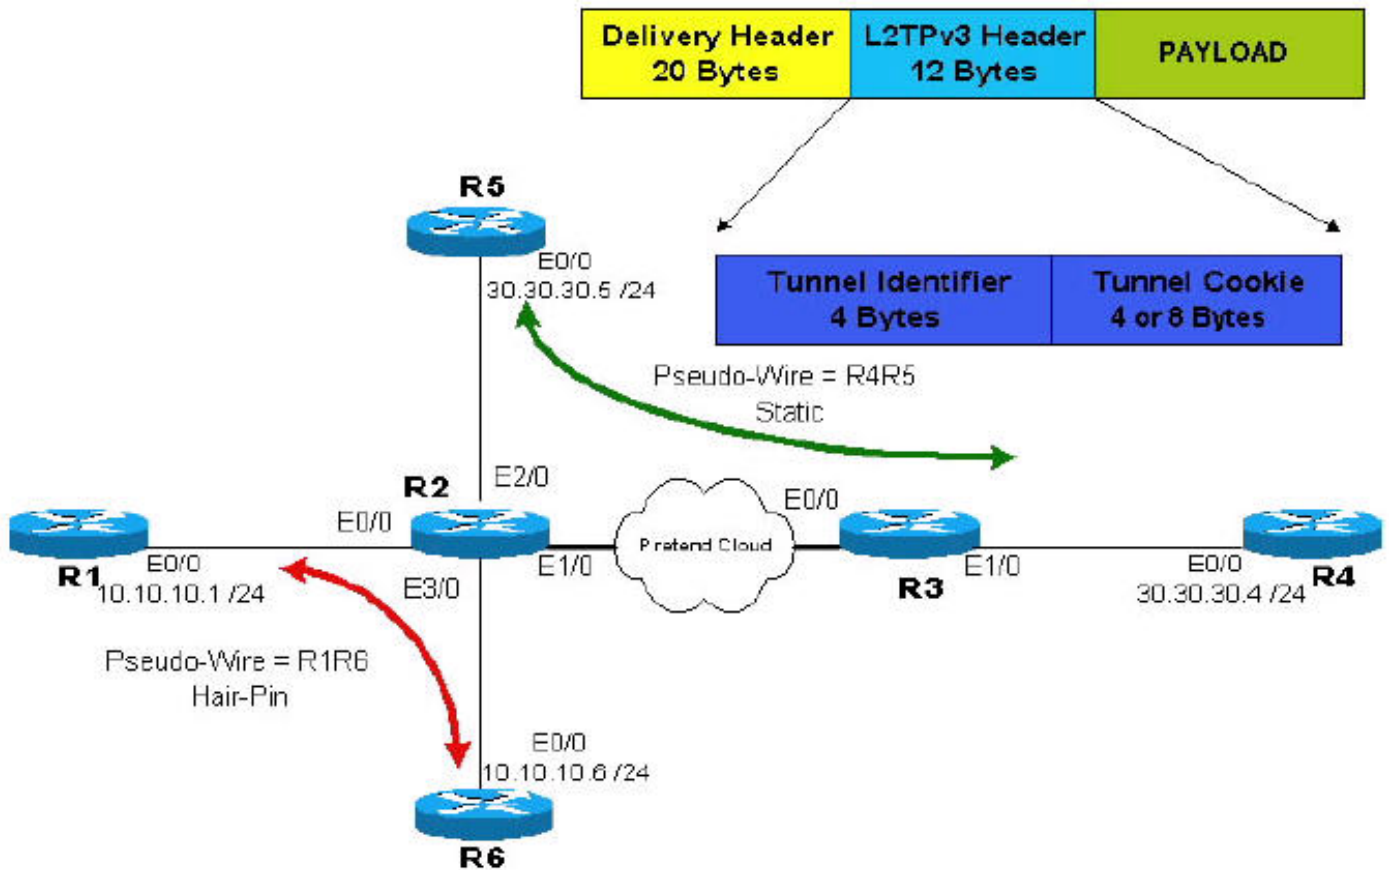 Delivery Header
20 Bytes
L2TPv3 Header
12 Bytes
PAYLOAD
R5
E0/0
30.30.30.5 /24
Tunnel Identifier
4 Bytes
Tunnel Cookie
4 or 8 Bytes
Pseudo-Wire = R4R5
Static
E2/0
R2
E0/0
E0/0
Pretend Cloud
E1/0
E3/0
R1
E0/0
10.10.10.1 /24
R3
E1/0
E0/0
30.30.30.4 /24
R4
Pseudo-Wire = R1R6
Hair-Pin
E0/0
10.10.10.6 /24
R6